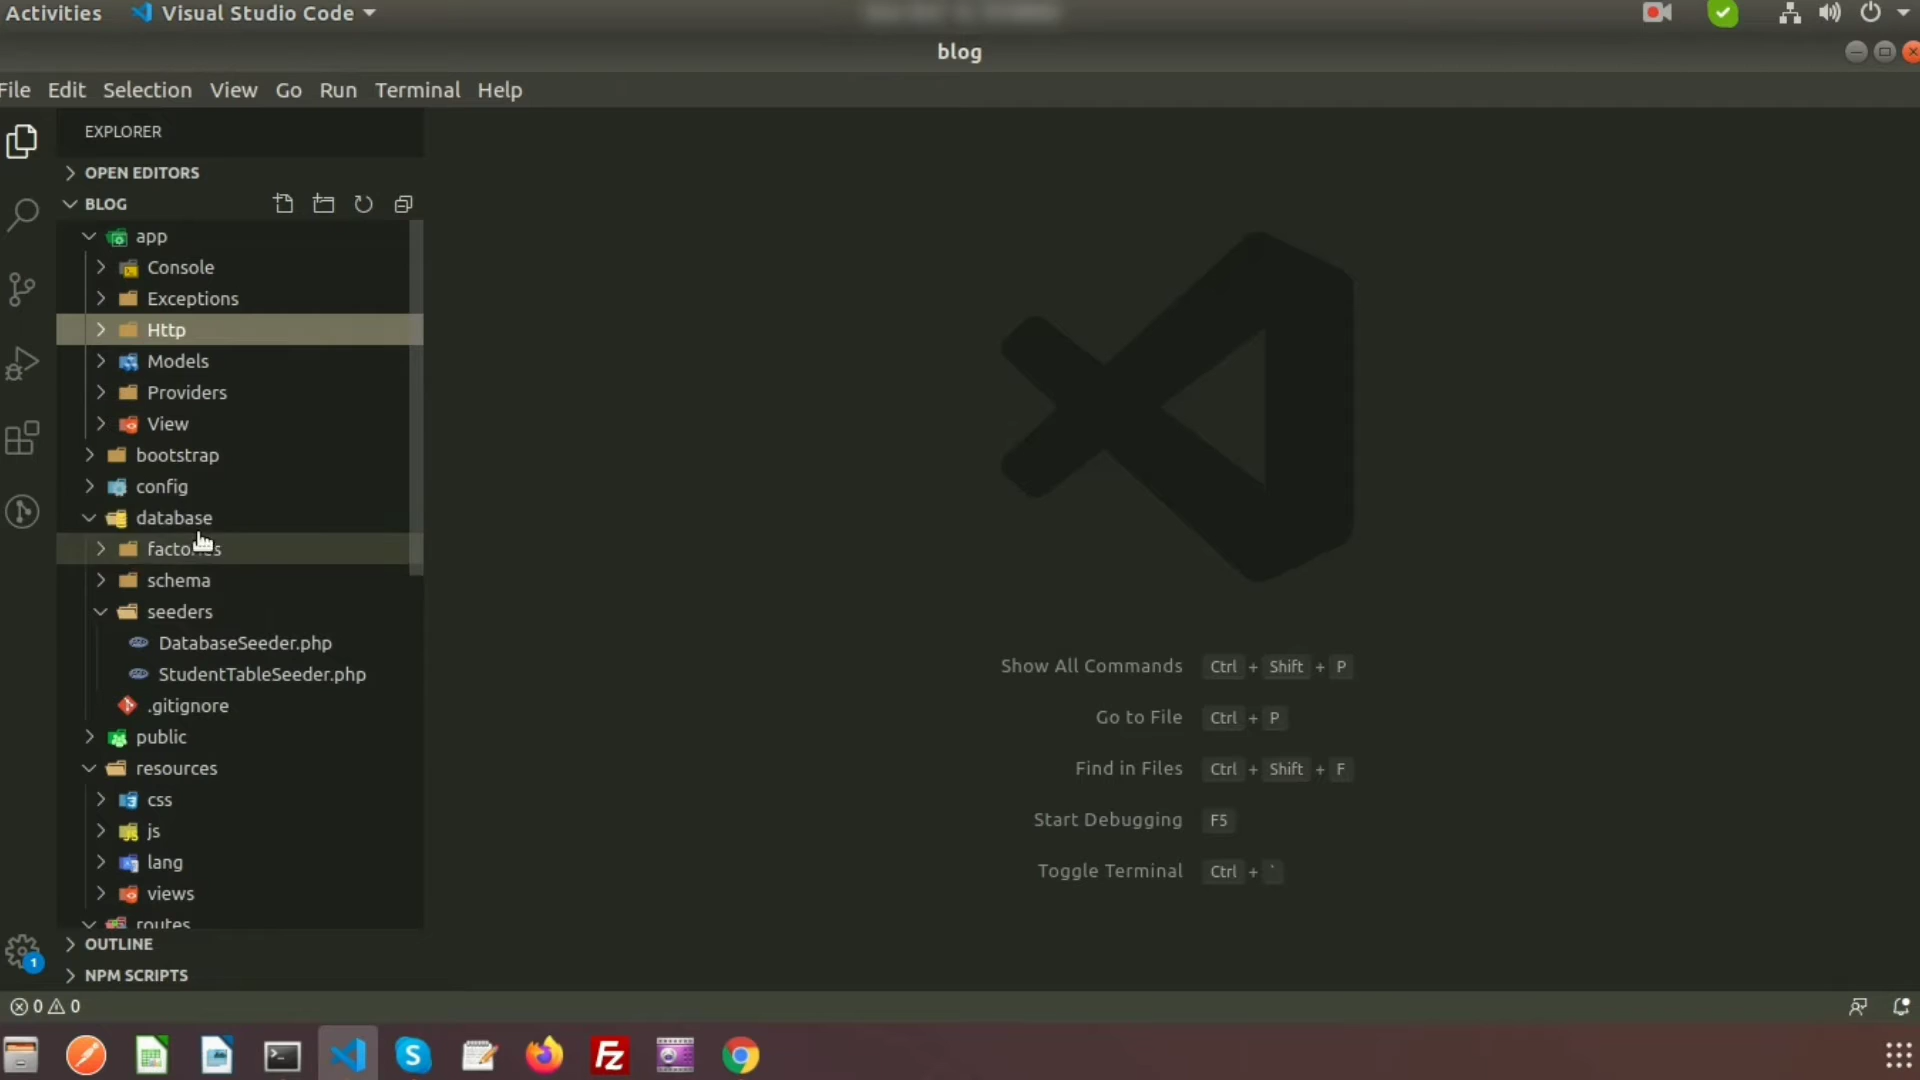 Activities Visual Studio Code
blog
File Edit Selection View Go Run Terminal Help
EXPLORER
OPEN EDITORS
BLOG
app
Console
Exceptions
Http
Models
Providers
View
bootstrap
config
database
factories
schema
seeders
DatabaseSeeder.php
StudentTableSeeder.php
.gitignore
public
resources
css
js
lang
views
routes
OUTLINE
NPM SCRIPTS
Show All Commands Ctrl + Shift + P
Go to File Ctrl + P
Find in Files Ctrl + Shift + F
Start Debugging F5
Toggle Terminal Ctrl + `
1
0 0